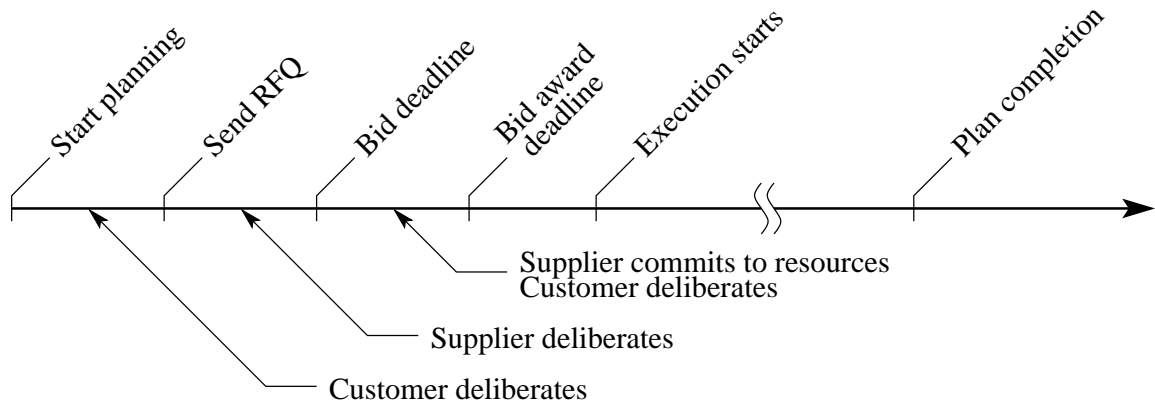 Start planning
Send RFQ
Bid deadline
Bid award
deadline
Execution starts
Plan completion
Supplier commits to resources
Customer deliberates
Supplier deliberates
Customer deliberates